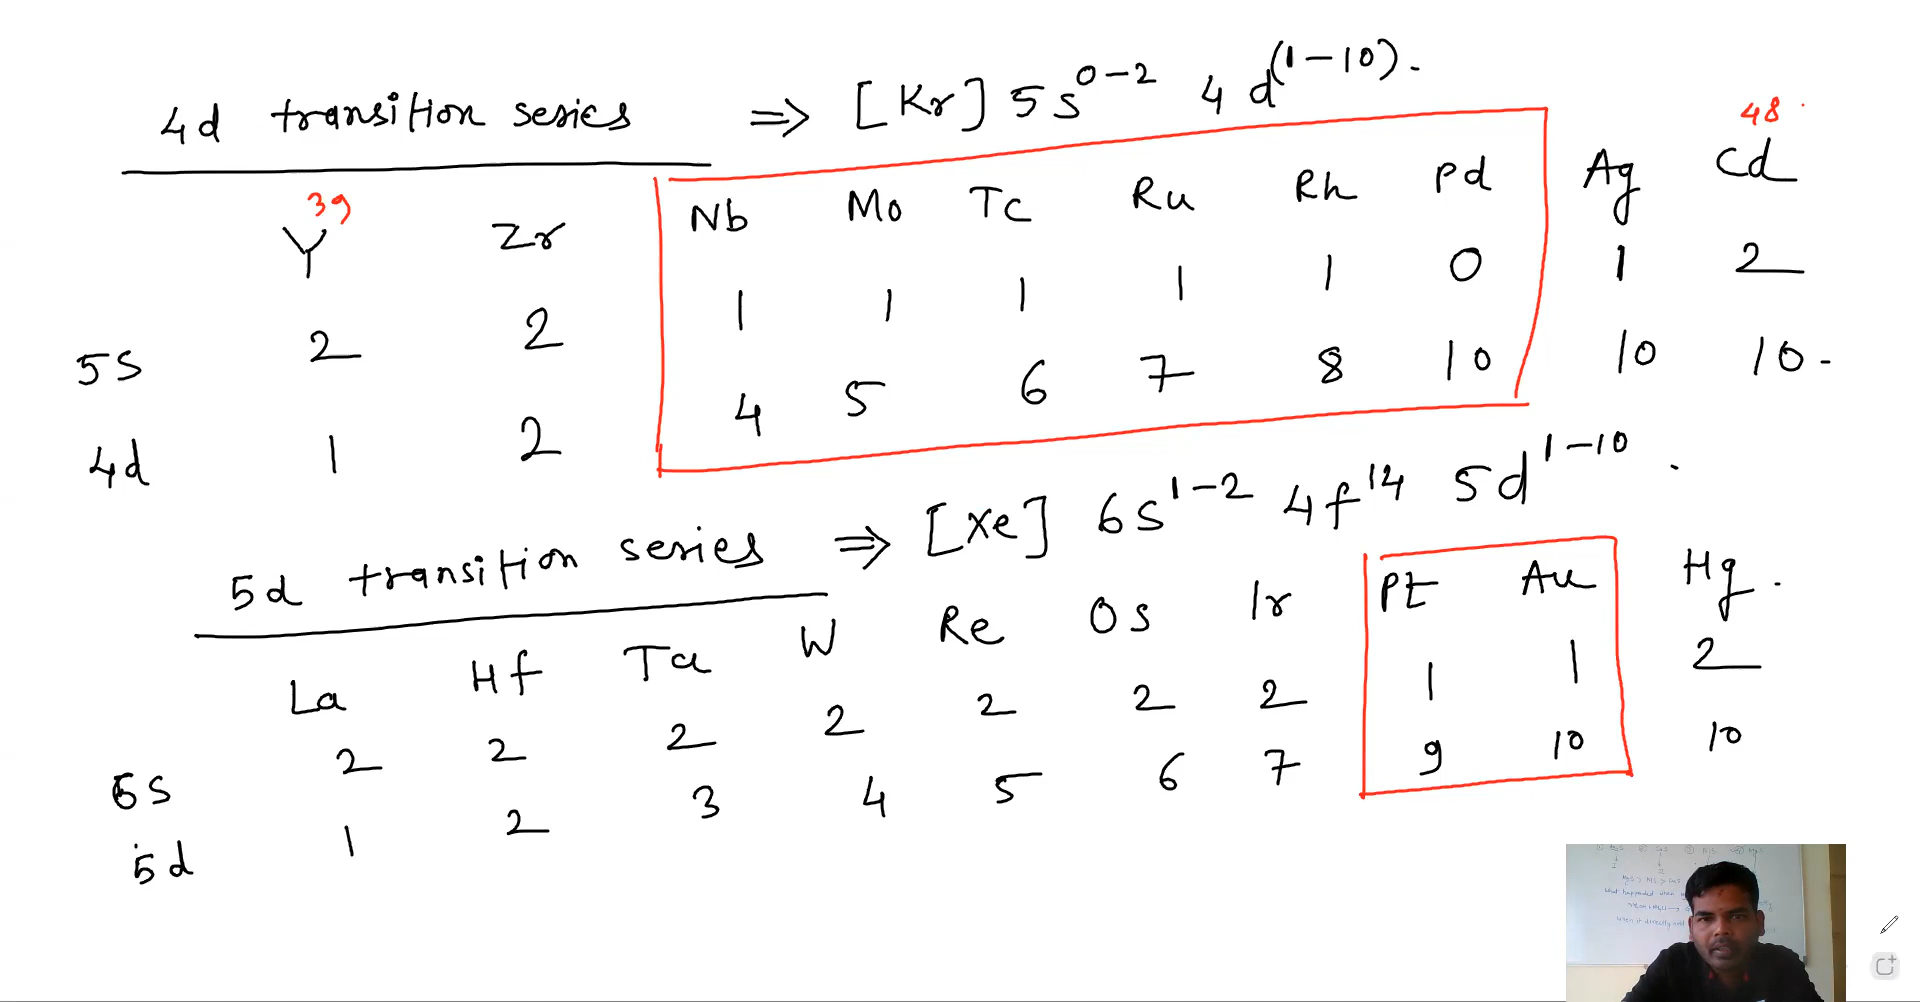 4d transition series ⇒ [Kr] 5s⁰⁻² 4d⁽¹⁻¹⁰⁾.
39 48
Y Zr Nb Mo Tc Ru Rh Pd Ag Cd
5S 2 2 1 1 1 1 1 0 1 2
4d 1 2 4 5 6 7 8 10 10 10.
5d transition series ⇒ [Xe] 6s¹⁻² 4f¹⁴ 5d¹⁻¹⁰.
La Hf Ta W Re Os Ir Pt Au Hg.
6S 2 2 2 2 2 2 2 1 1 2
5d 1 2 3 4 5 6 7 9 10 10